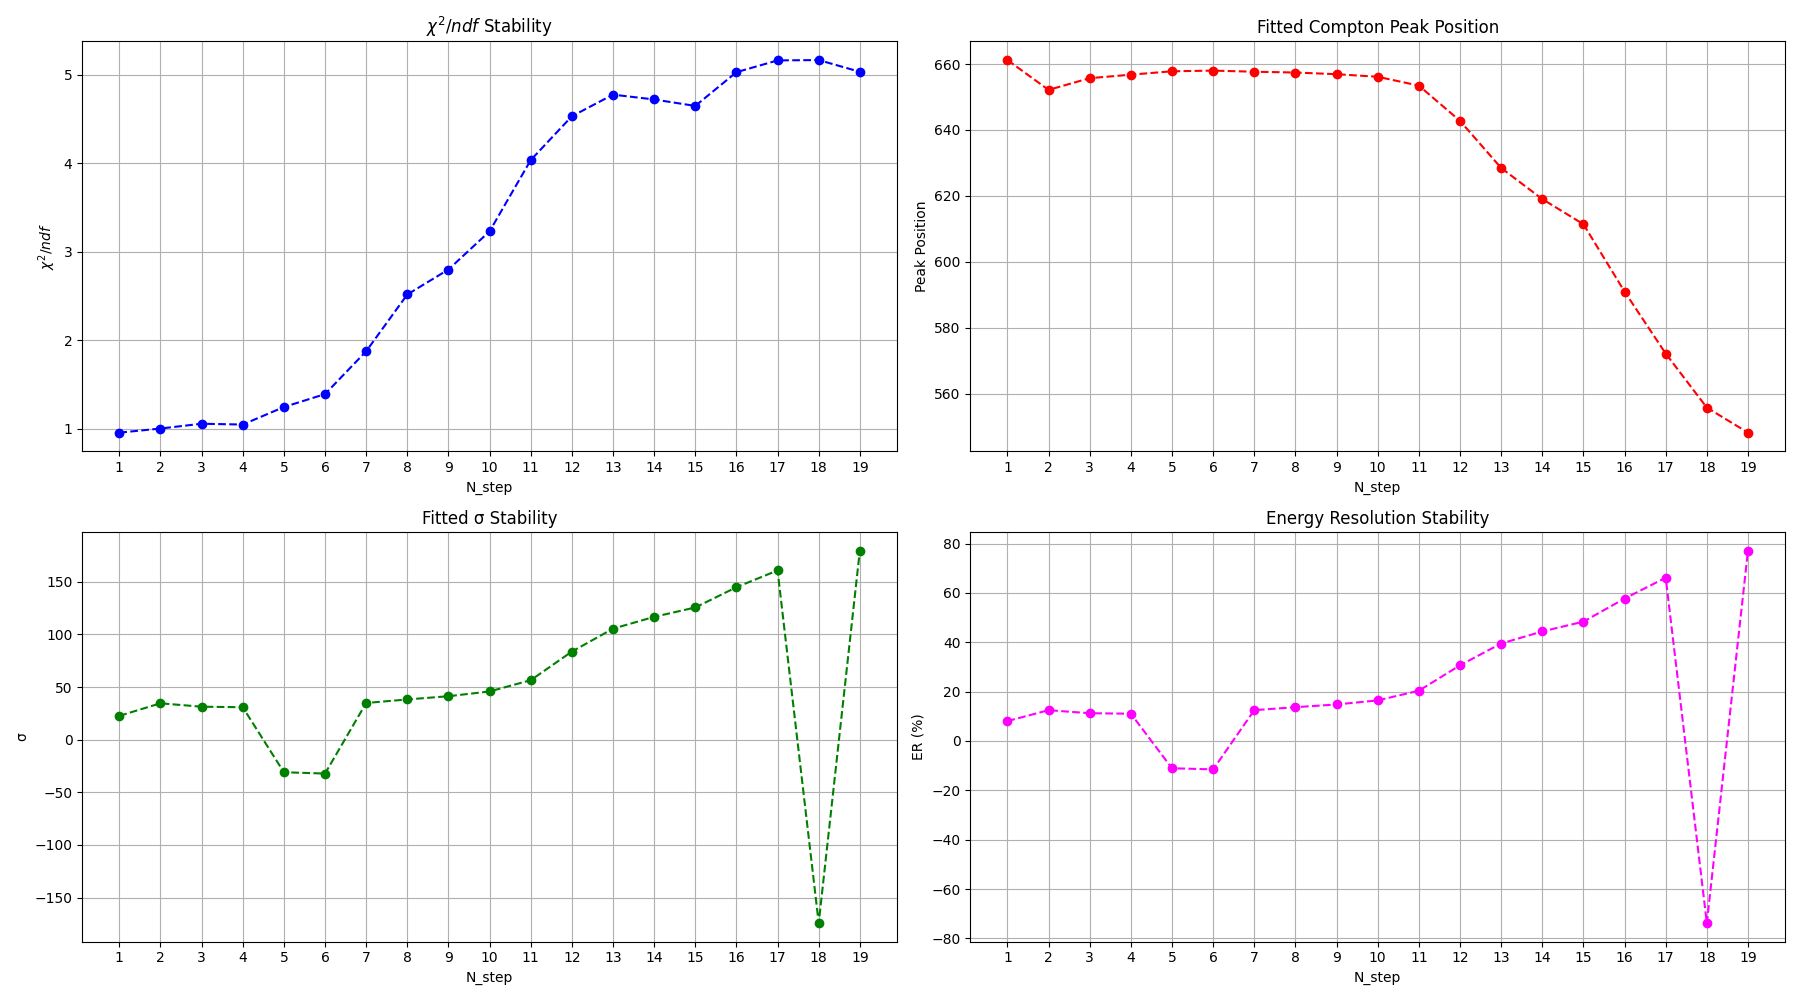 χ²/ndf Stability
χ²/ndf
5
4
3
2
1
1 2 3 4 5 6 7 8 9 10 11 12 13 14 15 16 17 18 19
N_step
Fitted Compton Peak Position
Peak Position
660
640
620
600
580
560
1 2 3 4 5 6 7 8 9 10 11 12 13 14 15 16 17 18 19
N_step
Fitted σ Stability
σ
150
100
50
0
−50
−100
−150
1 2 3 4 5 6 7 8 9 10 11 12 13 14 15 16 17 18 19
N_step
Energy Resolution Stability
ER (%)
80
60
40
20
0
−20
−40
−60
−80
1 2 3 4 5 6 7 8 9 10 11 12 13 14 15 16 17 18 19
N_step